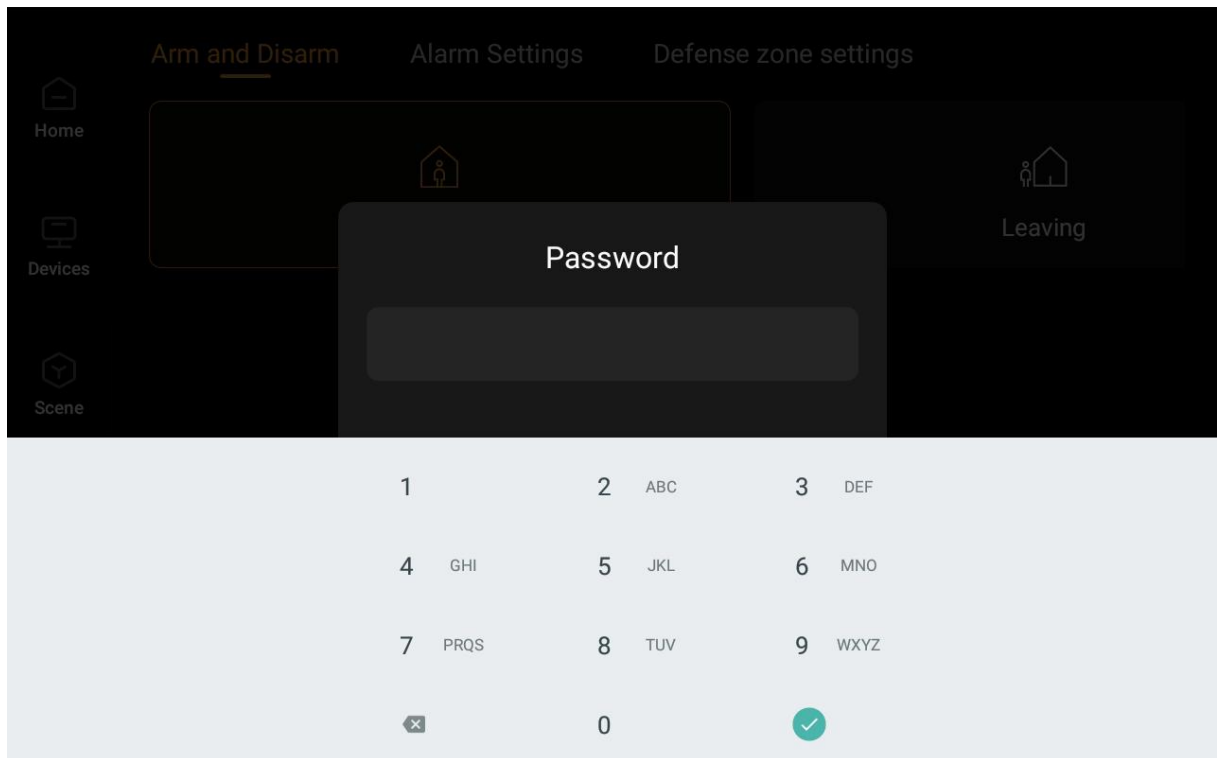 Arm and Disarm Alarm Settings Defense zone settings
Home
Leaving
Devices
Password
Scene
1 2 ABC 3 DEF
4 GHI 5 JKL 6 MNO
7 PRQS 8 TUV 9 WXYZ
0